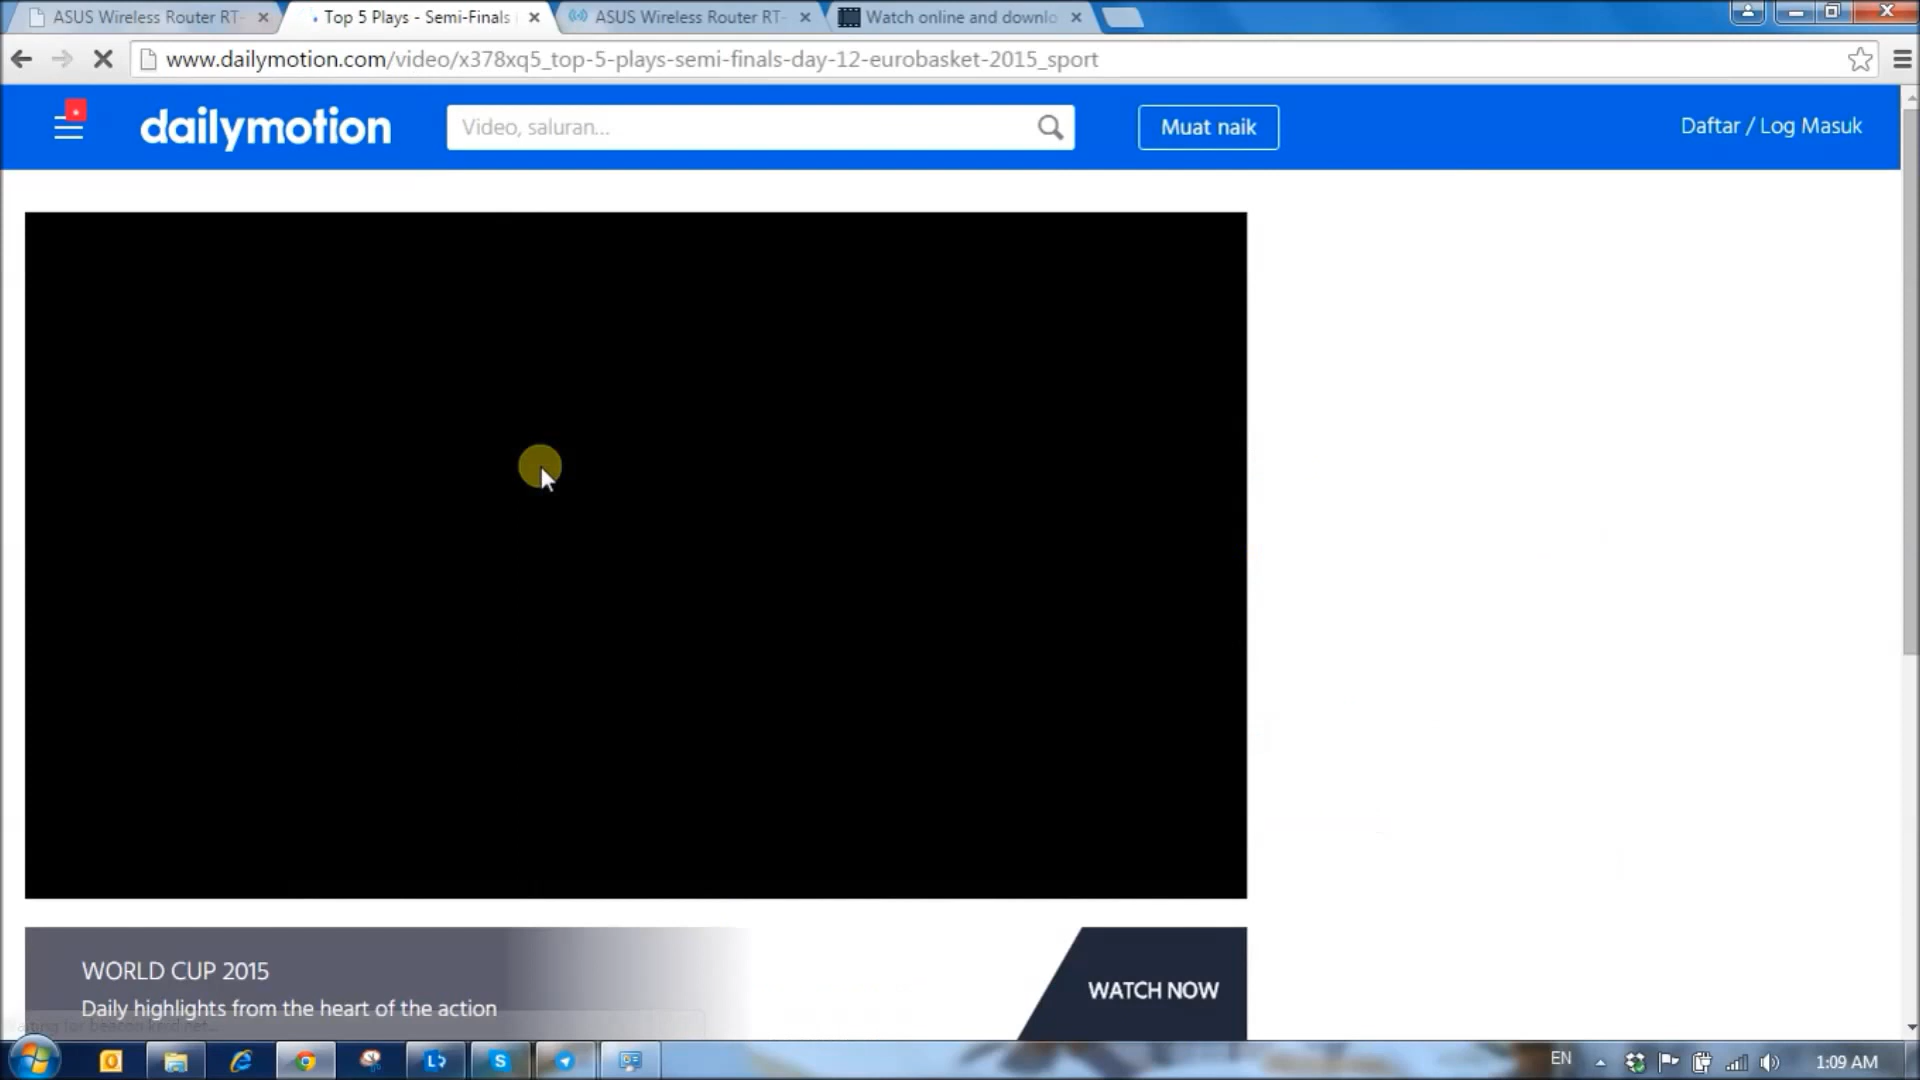 ASUS Wireless Router RT-
Top 5 Plays - Semi-Finals
ASUS Wireless Router RT-
Watch online and downlo
www.dailymotion.com/video/x378xq5_top-5-plays-semi-finals-day-12-eurobasket-2015_sport
dailymotion
Video, saluran...
Muat naik
Daftar / Log Masuk
WORLD CUP 2015
Daily highlights from the heart of the action
WATCH NOW
EN
1:09 AM